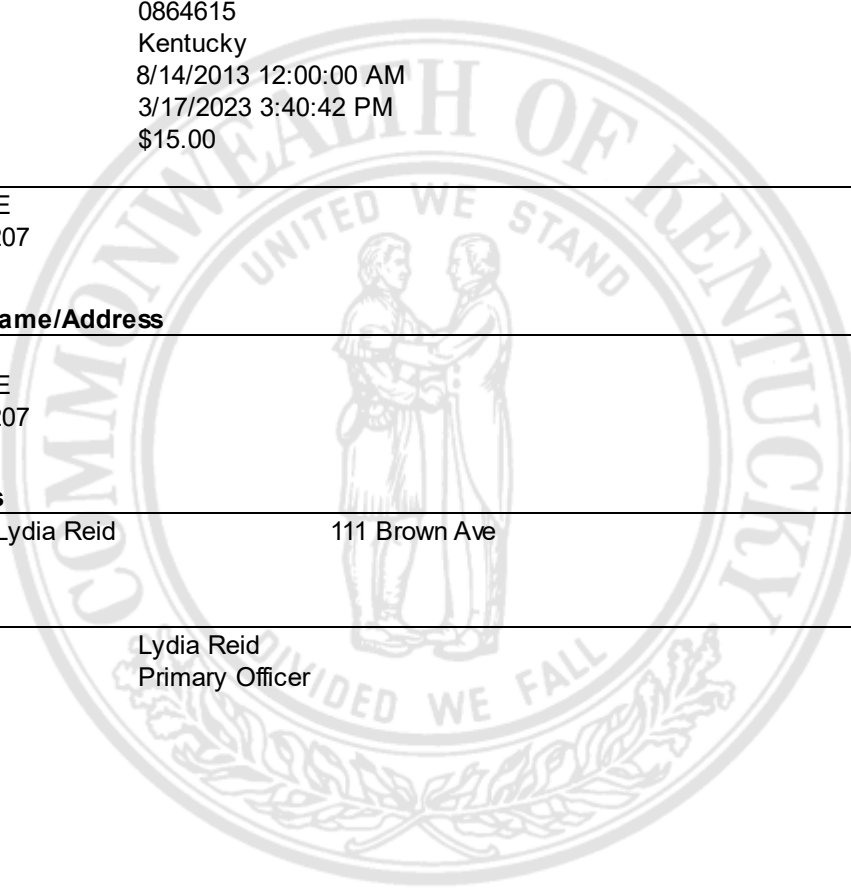 0864615
Kentucky
8/14/2013 12:00:00 AM
3/17/2023 3:40:42 PM
$15.00
E
207
ame/Address
E
207
s
Lydia Reid 111 Brown Ave
Lydia Reid
Primary Officer
COMMONWEALTH OF KENTUCKY
UNITED WE STAND
DIVIDED WE FALL